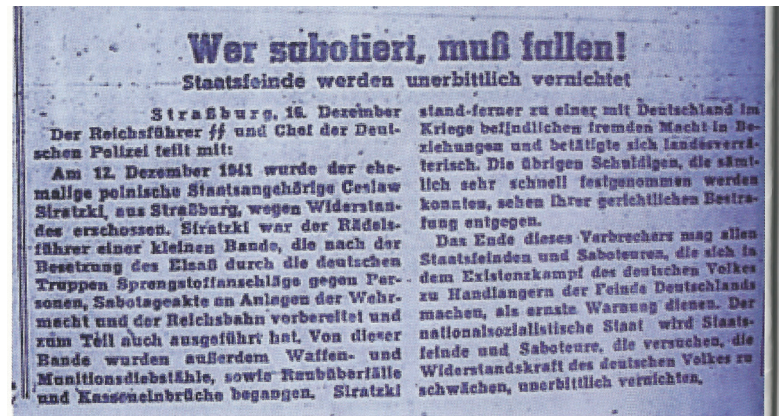 Wer sabotiert, muß fallen!
Staatsfeinde werden unerbittlich vernichtet
Straßburg, 16. Dezember
Der Reichsführer SS und Chef der Deut-
schen Polizei teilt mit:
Am 12. Dezember 1941 wurde der ehe-
malige polnische Staatsangehörige Ceslaw
Siratzki, aus Straßburg, wegen Widerstan-
des erschossen. Siratzki war der Rädels-
führer einer kleinen Bande, die nach der
Besetzung des Elsaß durch die deutschen
Truppen Sprengstoffanschläge gegen Per-
sonen, Sabotageakte an Anlagen der Wehr-
macht und der Reichsbahn vorbereitet und
zum Teil auch ausgeführt hat. Von dieser
Bande wurden außerdem Waffen- und
Munitionsdiebstähle, sowie Raubüberfälle
und Kasseneinbrüche begangen. Siratzki
stand-ferner zu einer mit Deutschland im
Kriege befindlichen fremden Macht in Be-
ziehungen und betätigte sich landesverrä-
terisch. Die übrigen Schuldigen, die sämt-
lich sehr schnell festgenommen werden
konnten, sehen ihrer gerichtlichen Bestra-
fung entgegen.
Das Ende dieses Verbrechers mag allen
Staatsfeinden und Saboteuren, die sich in
dem Existenzkampf des deutschen Volkes
zu Handlangern der Feinde Deutschlands
machen, als ernste Warnung dienen. Der
nationalsozialistische Staat wird Staats-
feinde und Saboteure, die versuchen, die
Widerstandskraft des deutschen Volkes zu
schwächen, unerbittlich vernichten.